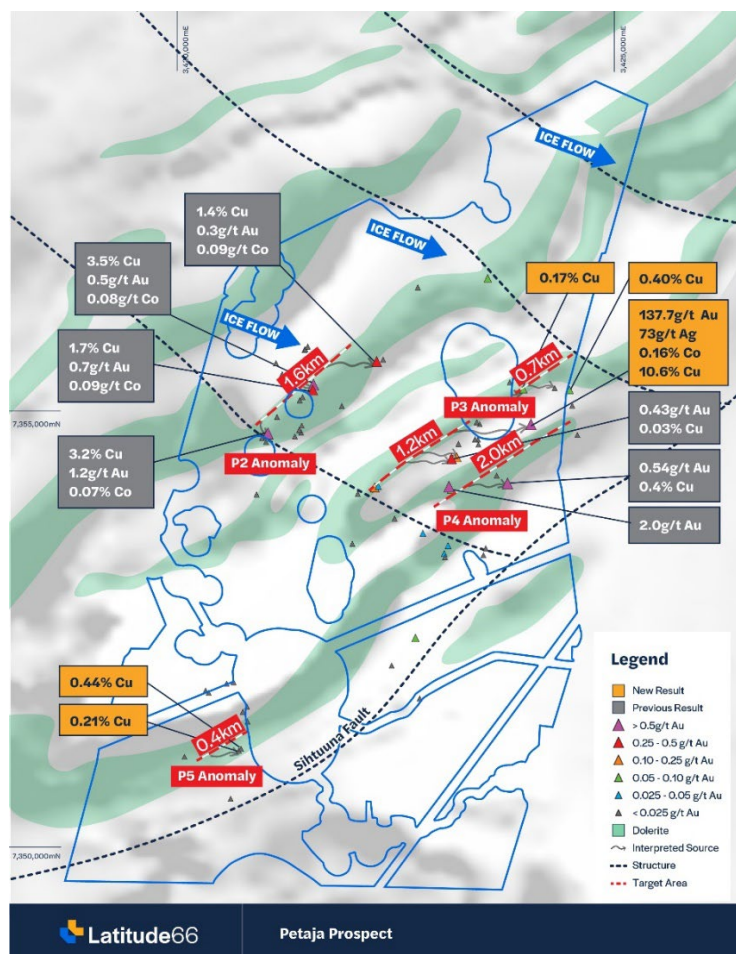 3,420,000mE
3,425,000mE
ICE FLOW
1.4% Cu
0.3g/t Au
0.09g/t Co
ICE FLOW
3.5% Cu
0.5g/t Au
0.08g/t Co
0.17% Cu
0.40% Cu
ICE FLOW
137.7g/t Au
73g/t Ag
0.16% Co
10.6% Cu
1.7% Cu
0.7g/t Au
0.09g/t Co
1.6km
0.7km
7,355,000mN
P3 Anomaly
0.43g/t Au
0.03% Cu
3.2% Cu
1.2g/t Au
0.07% Co
P2 Anomaly
1.2km
2.0km
0.54g/t Au
0.4% Cu
P4 Anomaly
2.0g/t Au
0.44% Cu
0.21% Cu
0.4km
P5 Anomaly
Sihtuuna Fault
7,350,000mN
Legend
New Result
Previous Result
> 0.5g/t Au
0.25 - 0.5 g/t Au
0.10 - 0.25 g/t Au
0.05 - 0.10 g/t Au
0.025 - 0.05 g/t Au
< 0.025 g/t Au
Dolerite
Interpreted Source
Structure
Target Area
Latitude66
Petaja Prospect